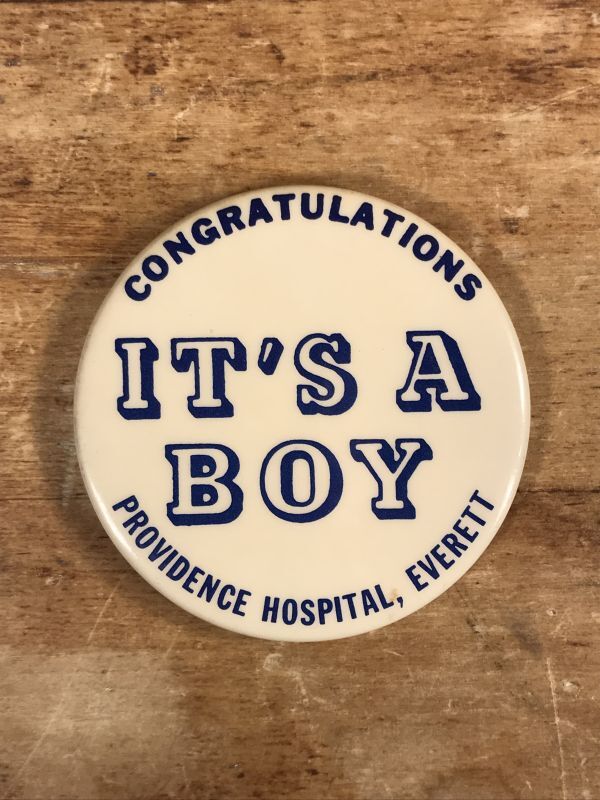 CONGRATULATIONS
IT'S A
BOY
PROVIDENCE HOSPITAL, EVERETT